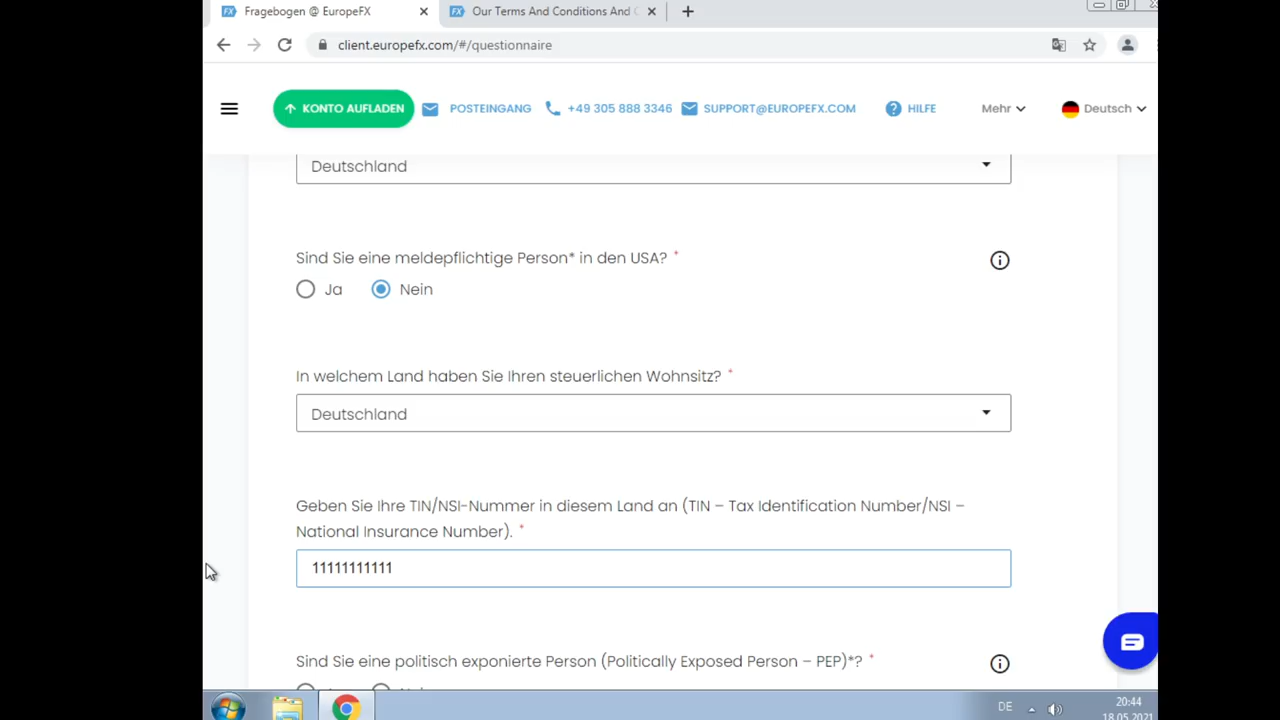 Fragebogen @ EuropeFX
Our Terms And Conditions And
client.europefx.com/#/questionnaire
KONTO AUFLADEN
POSTEINGANG
+49 305 888 3346
SUPPORT@EUROPEFX.COM
HILFE
Mehr
Deutsch
Deutschland
Sind Sie eine meldepflichtige Person* in den USA? *
Ja
Nein
In welchem Land haben Sie Ihren steuerlichen Wohnsitz? *
Deutschland
Geben Sie Ihre TIN/NSI-Nummer in diesem Land an (TIN – Tax Identification Number/NSI –
National Insurance Number). *
11111111111
Sind Sie eine politisch exponierte Person (Politically Exposed Person – PEP)*? *
DE
20:44
18.05.2021